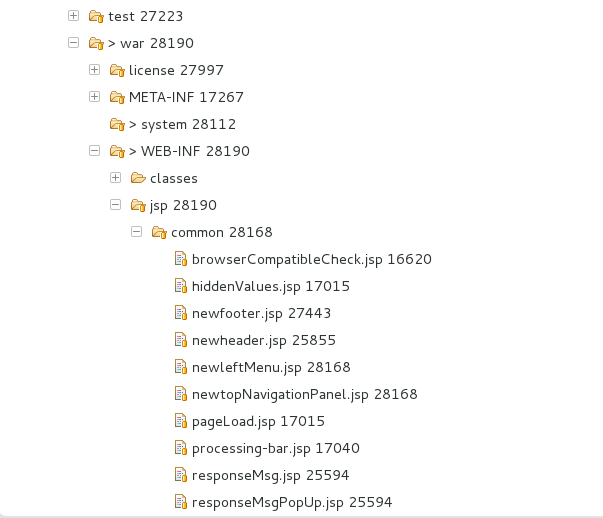 test 27223
> war 28190
license 27997
META-INF 17267
> system 28112
> WEB-INF 28190
classes
jsp 28190
common 28168
browserCompatibleCheck.jsp 16620
hiddenValues.jsp 17015
newfooter.jsp 27443
newheader.jsp 25855
newleftMenu.jsp 28168
newtopNavigationPanel.jsp 28168
pageLoad.jsp 17015
processing-bar.jsp 17040
responseMsg.jsp 25594
responseMsgPopUp.jsp 25594